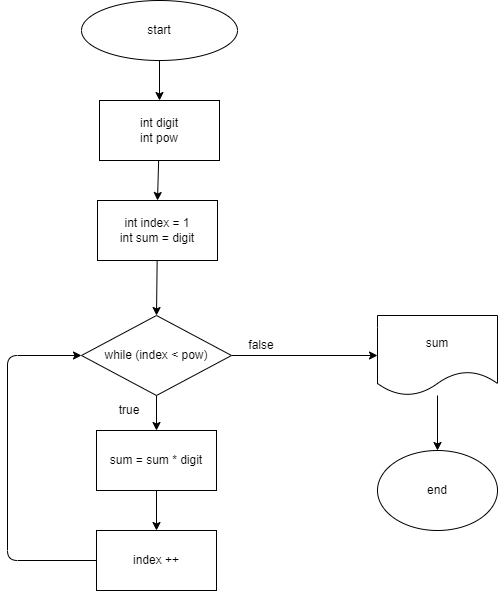 start
int digit
int pow
int index = 1
int sum = digit
while (index < pow)
false
sum
true
sum = sum * digit
end
index ++